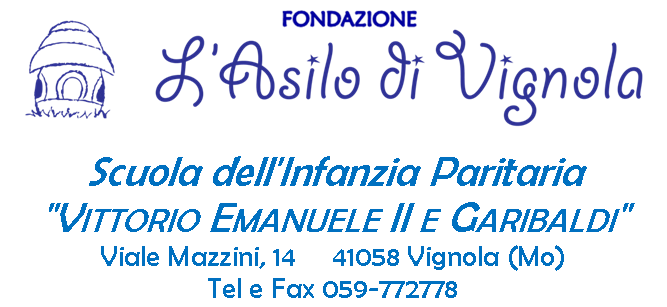 FONDAZIONE
L'Asilo di Vignola
Scuola dell'Infanzia Paritaria
"VITTORIO EMANUELE II E GARIBALDI"
Viale Mazzini, 14 41058 Vignola (Mo)
Tel e Fax 059-772778